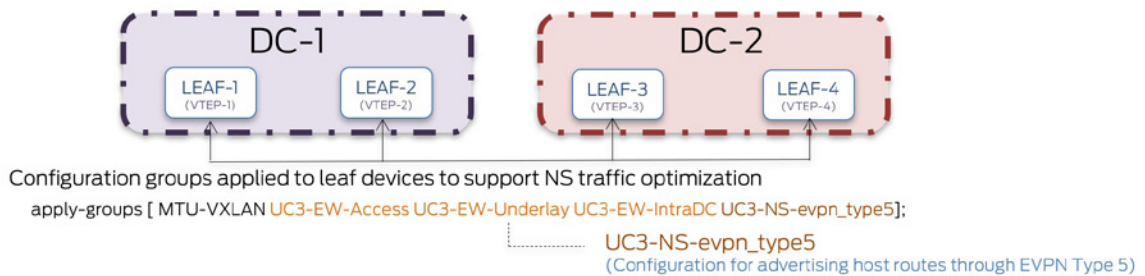 DC-1
DC-2
LEAF-1
(VTEP-1)
LEAF-2
(VTEP-2)
LEAF-3
(VTEP-3)
LEAF-4
(VTEP-4)
Configuration groups applied to leaf devices to support NS traffic optimization
apply-groups [ MTU-VXLAN UC3-EW-Access UC3-EW-Underlay UC3-EW-IntraDC UC3-NS-evpn_type5];
UC3-NS-evpn_type5
(Configuration for advertising host routes through EVPN Type 5)